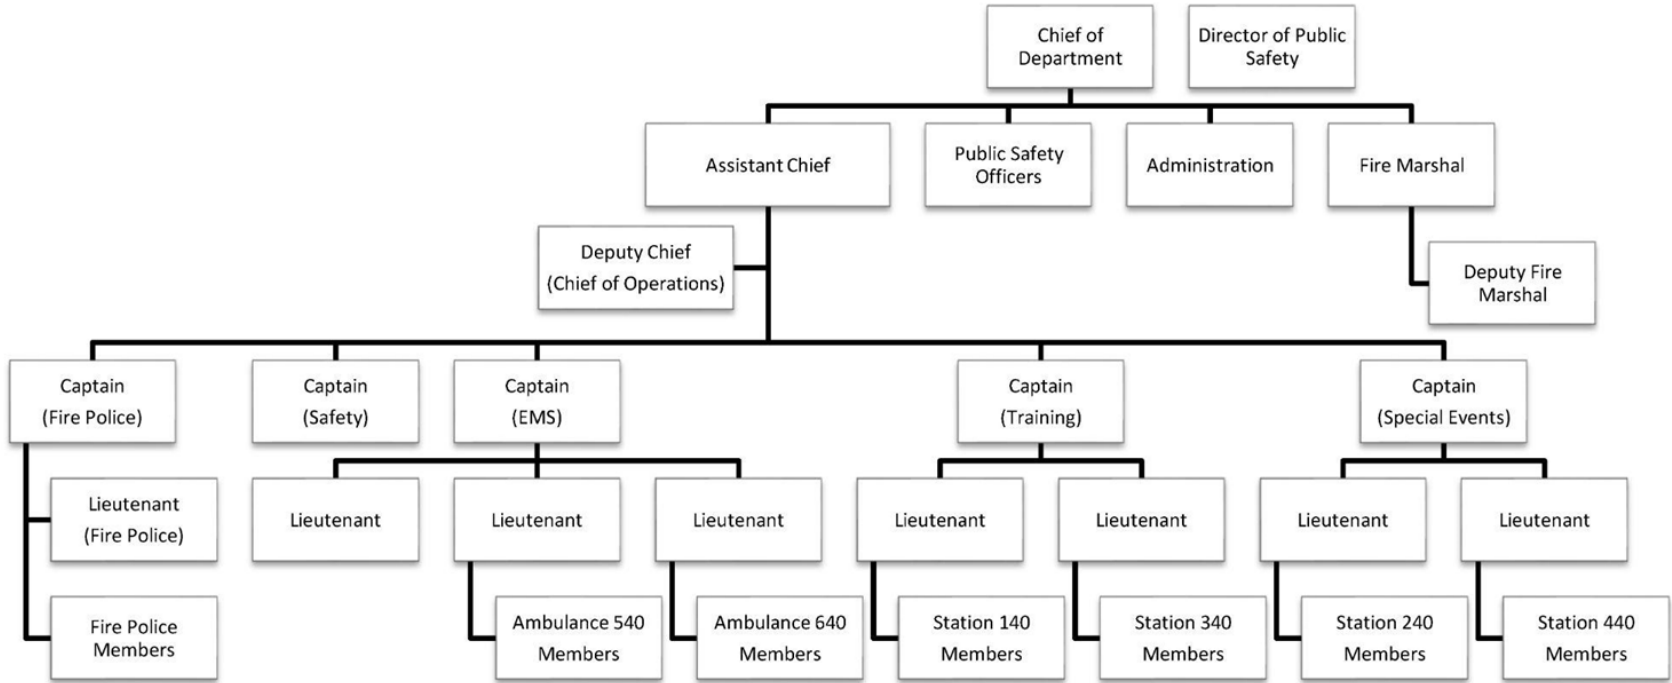 Chief of
Department
Director of Public
Safety
Assistant Chief
Public Safety
Officers
Administration
Fire Marshal
Deputy Chief
(Chief of Operations)
Deputy Fire
Marshal
Captain
(Fire Police)
Captain
(Safety)
Captain
(EMS)
Captain
(Training)
Captain
(Special Events)
Lieutenant
(Fire Police)
Lieutenant
Lieutenant
Lieutenant
Lieutenant
Lieutenant
Lieutenant
Lieutenant
Fire Police
Members
Ambulance 540
Members
Ambulance 640
Members
Station 140
Members
Station 340
Members
Station 240
Members
Station 440
Members